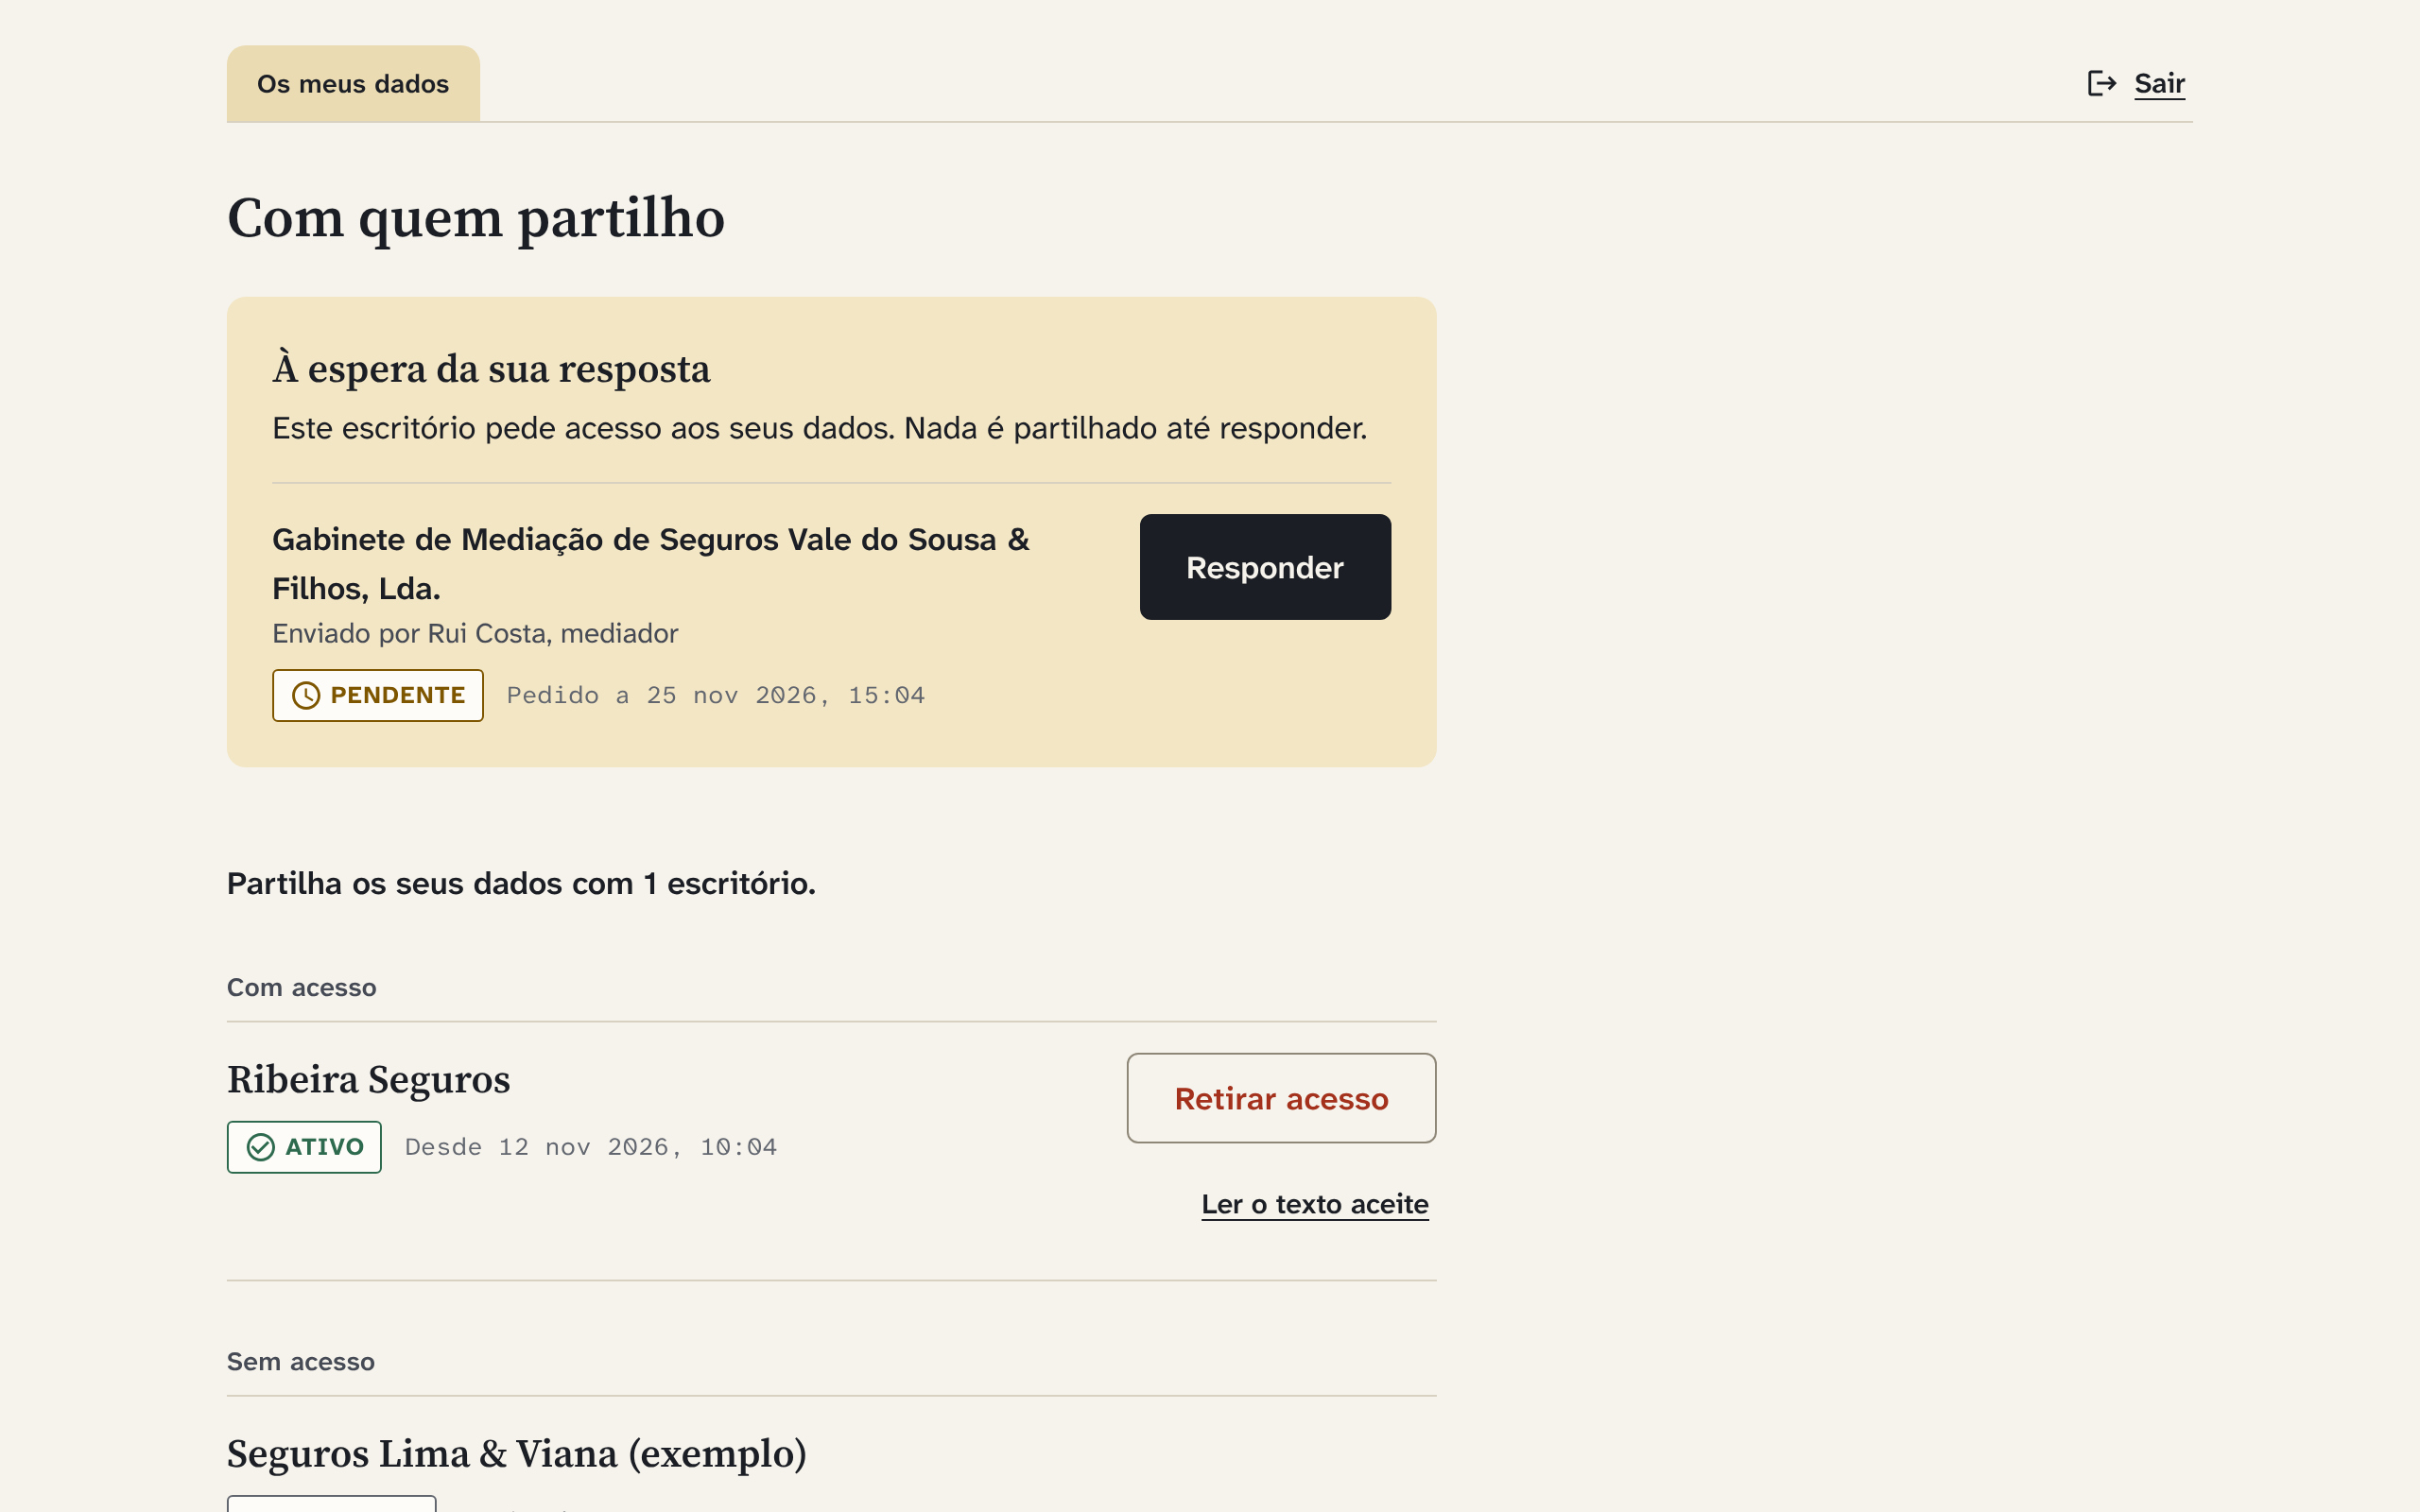 Os meus dados
Sair
Com quem partilho
À espera da sua resposta
Este escritório pede acesso aos seus dados. Nada é partilhado até responder.
Gabinete de Mediação de Seguros Vale do Sousa &
Filhos, Lda.
Responder
Enviado por Rui Costa, mediador
PENDENTE
Pedido a 25 nov 2026, 15:04
Partilha os seus dados com 1 escritório.
Com acesso
Ribeira Seguros
Retirar acesso
ATIVO
Desde 12 nov 2026, 10:04
Ler o texto aceite
Sem acesso
Seguros Lima & Viana (exemplo)